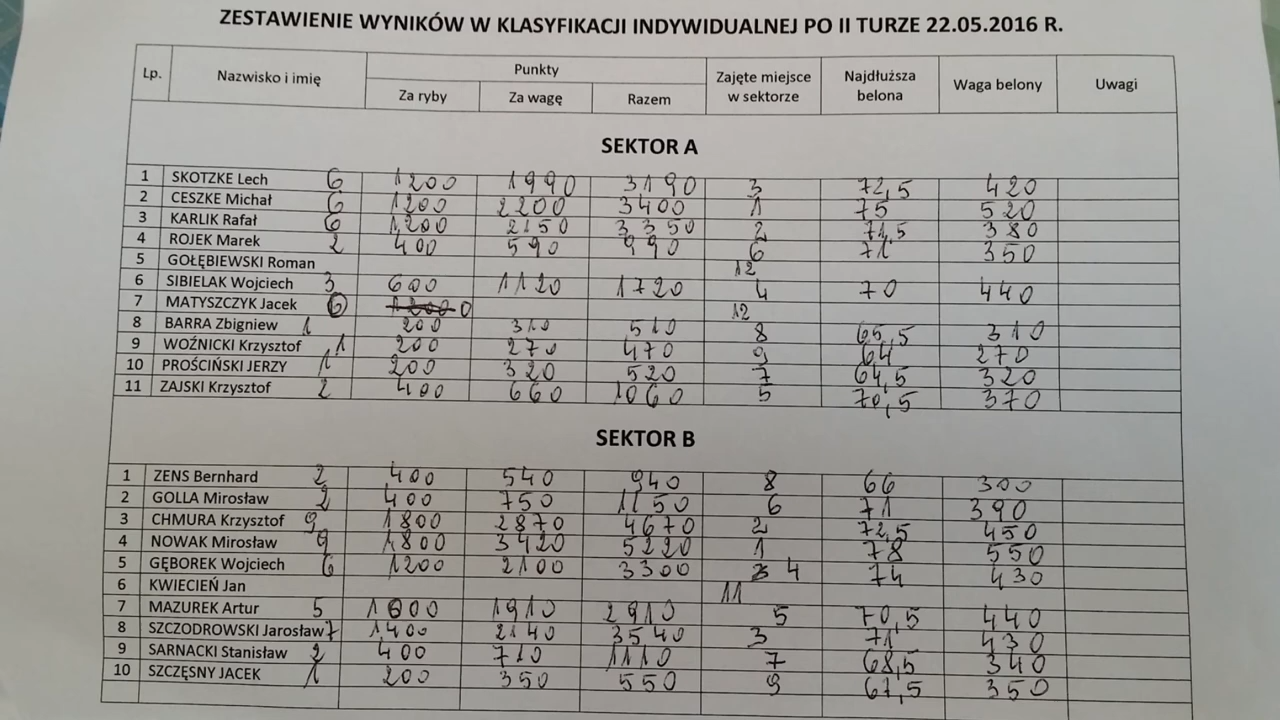 ZESTAWIENIE WYNIKÓW W KLASYFIKACJI INDYWIDUALNEJ PO II TURZE 22.05.2016 R.
Lp. Nazwisko i imię Punkty Zajęte miejsce w sektorze Najdłuższa belona Waga belony Uwagi
Za ryby Za wagę Razem
SEKTOR A
1 SKOTZKE Lech 6 1200 1990 3190 3 72,5 420
2 CESZKE Michał 6 1200 2200 3400 1 75 520
3 KARLIK Rafał 6 1200 2150 3350 2 71,5 380
4 ROJEK Marek 2 400 590 990 6 71 350
5 GOŁĘBIEWSKI Roman 12
6 SIBIELAK Wojciech 3 600 1120 1720 4 70 440
7 MATYSZCZYK Jacek 0 12
8 BARRA Zbigniew 1 200 310 510 8 65,5 310
9 WOŹNICKI Krzysztof 1 200 270 470 9 64 270
10 PROŚCIŃSKI JERZY 1 200 320 520 7 64,5 320
11 ZAJSKI Krzysztof 2 400 660 1060 5 70,5 370
SEKTOR B
1 ZENS Bernhard 2 400 540 940 8 66 300
2 GOLLA Mirosław 2 400 750 1150 6 71 390
3 CHMURA Krzysztof 9 1800 2870 4670 2 72,5 450
4 NOWAK Mirosław 9 1800 3420 5220 1 78 550
5 GĘBOREK Wojciech 6 1200 2100 3300 4 74 430
6 KWIECIEŃ Jan 11
7 MAZUREK Artur 5 1000 1910 2910 5 70,5 440
8 SZCZODROWSKI Jarosław 7 1400 2140 3540 3 71 430
9 SARNACKI Stanisław 2 400 710 1110 7 68,5 340
10 SZCZĘSNY JACEK 1 200 350 550 9 67,5 350